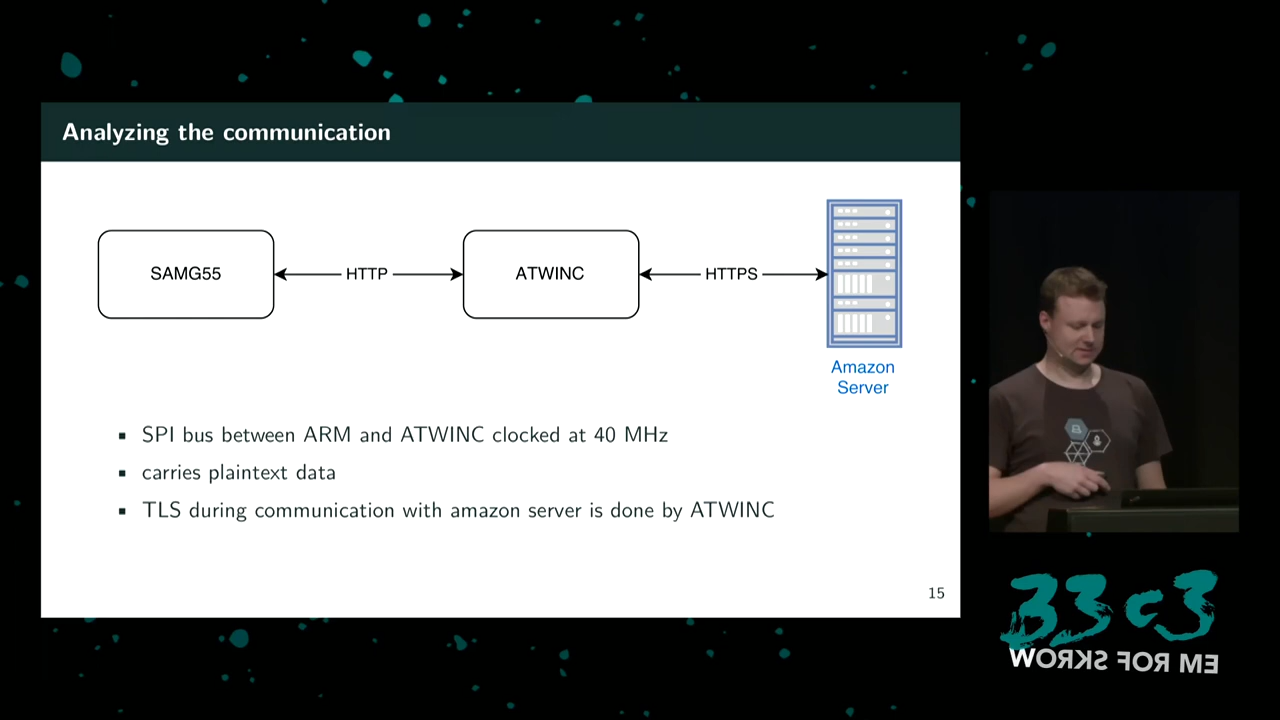 Analyzing the communication
SAMG55
HTTP
ATWINC
HTTPS
Amazon
Server
▪ SPI bus between ARM and ATWINC clocked at 40 MHz
▪ carries plaintext data
▪ TLS during communication with amazon server is done by ATWINC
15
33c3
WORKS FOR ME